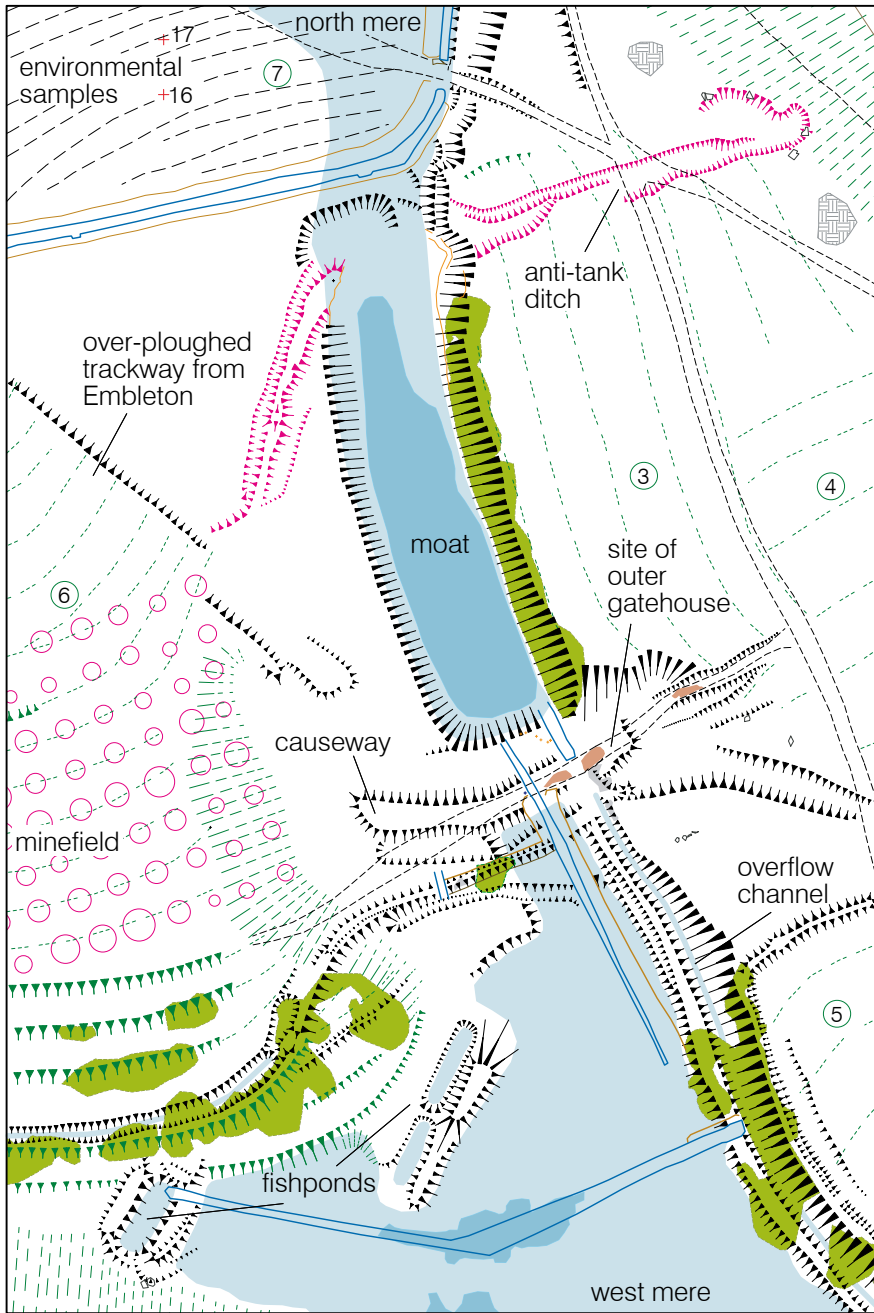 north mere
17
environmental
samples
16
7
anti-tank
ditch
over-ploughed
trackway from
Embleton
3
4
moat
site of
outer
gatehouse
6
causeway
minefield
overflow
channel
5
fishponds
west mere